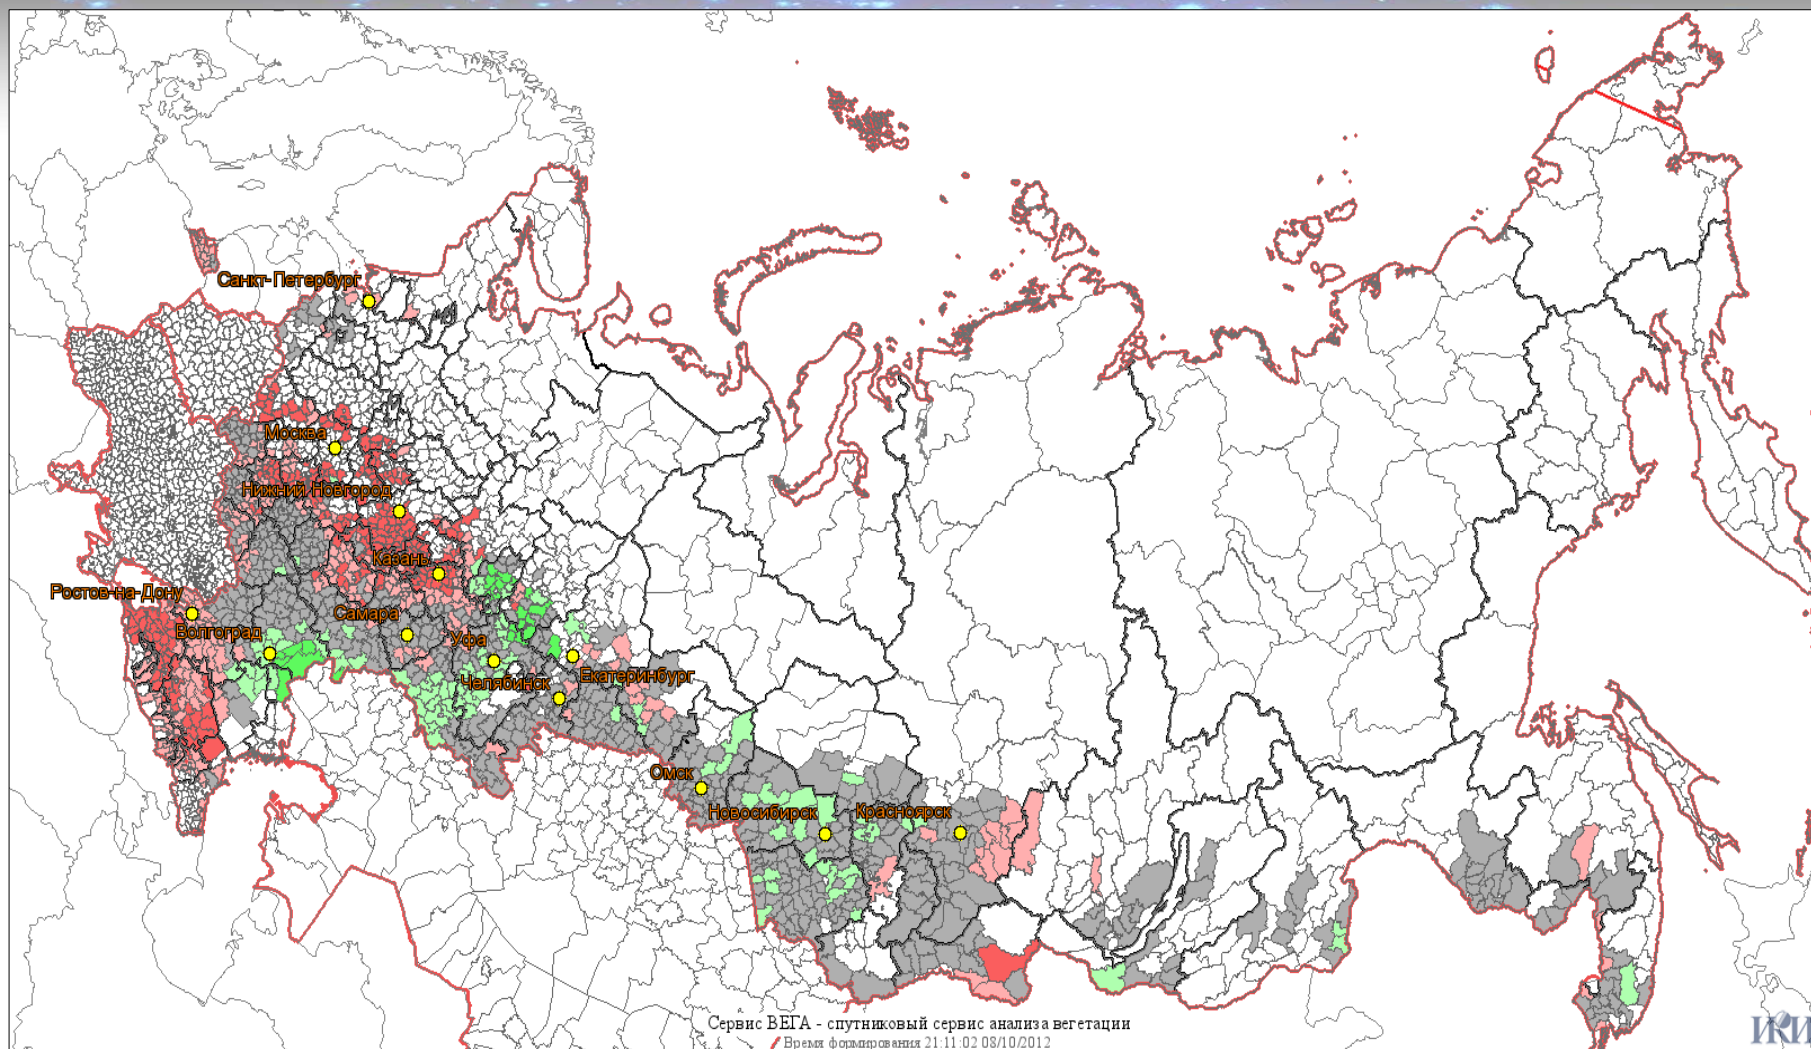 Санкт-Петербург
Москва
Нижний Новгород
Казань
Ростов-на-Дону
Самара
Волгоград
Уфа
Екатеринбург
Челябинск
Омск
Новосибирск
Красноярск
Сервис ВЕГА - спутниковый сервис анализа вегетации
Время формирования 21:11:02 08/10/2012
ИКИ